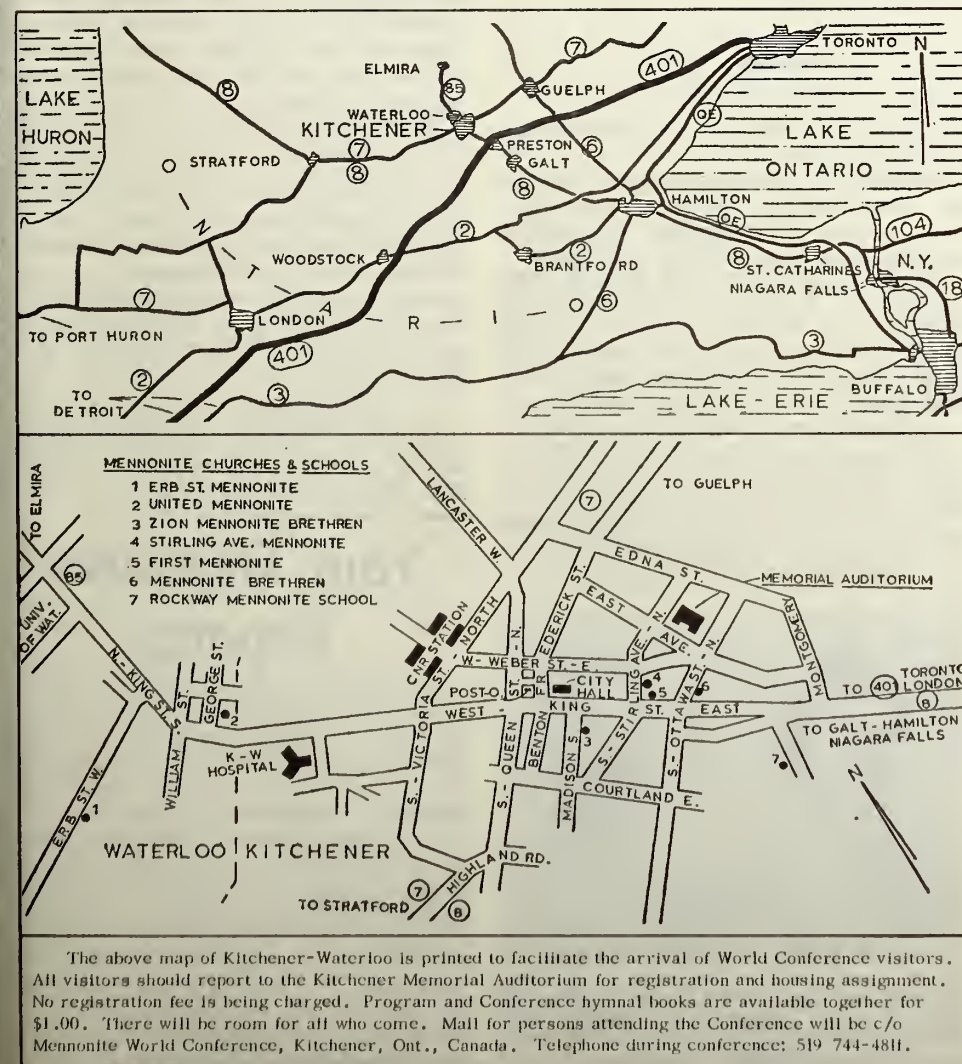 TORONTO
N
401
7
ELMIRA
85
GUELPH
LAKE
HURON
8
WATERLOO
KITCHENER
QE
LAKE
ONTARIO
7
8
PRESTON
GALT
6
STRATFORD
8
HAMILTON
O N T A R I O
2
QE
104
WOODSTOCK
2
BRANTFORD
8
ST. CATHARINES
N.Y.
NIAGARA FALLS
18
7
LONDON
6
TO PORT HURON
401
3
2
TO
DETROIT
3
BUFFALO
LAKE - ERIE
MENNONITE CHURCHES & SCHOOLS
1 ERB ST. MENNONITE
2 UNITED MENNONITE
3 ZION MENNONITE BRETHREN
4 STIRLING AVE. MENNONITE
5 FIRST MENNONITE
6 MENNONITE BRETHREN
7 ROCKWAY MENNONITE SCHOOL
TO ELMIRA
85
UNIV.
OF WAT.
N.-KING ST. S.
LANCASTER W.
7
TO GUELPH
EDNA ST.
MEMORIAL AUDITORIUM
FREDERICK ST.
EAST AVE.
MONTGOMERY
CNR STATION
S.-VICTORIA ST.-NORTH
W-WEBER ST.-E.
CITY
HALL
POST-O.
WEST KING ST. EAST
S.-QUEEN ST.-N.
BENTON
MADISON S.
S.-STIRLING AVE.-N.
S.-OTTAWA ST.-N.
4
5
6
3
7
TO 401 TORONTO
LONDON
8
TO GALT-HAMILTON
NIAGARA FALLS
N
WILLIAM ST.
GEORGE ST.
2
K-W
HOSPITAL
COURTLAND E.
ERB ST. W.
1
WATERLOO KITCHENER
HIGHLAND RD.
7
8
TO STRATFORD
The above map of Kitchener-Waterloo is printed to facilitate the arrival of World Conference visitors.
All visitors should report to the Kitchener Memorial Auditorium for registration and housing assignment.
No registration fee is being charged. Program and Conference hymnal books are available together for
$1.00. There will be room for all who come. Mail for persons attending the Conference will be c/o
Mennonite World Conference, Kitchener, Ont., Canada. Telephone during conference: 519 744-4811.